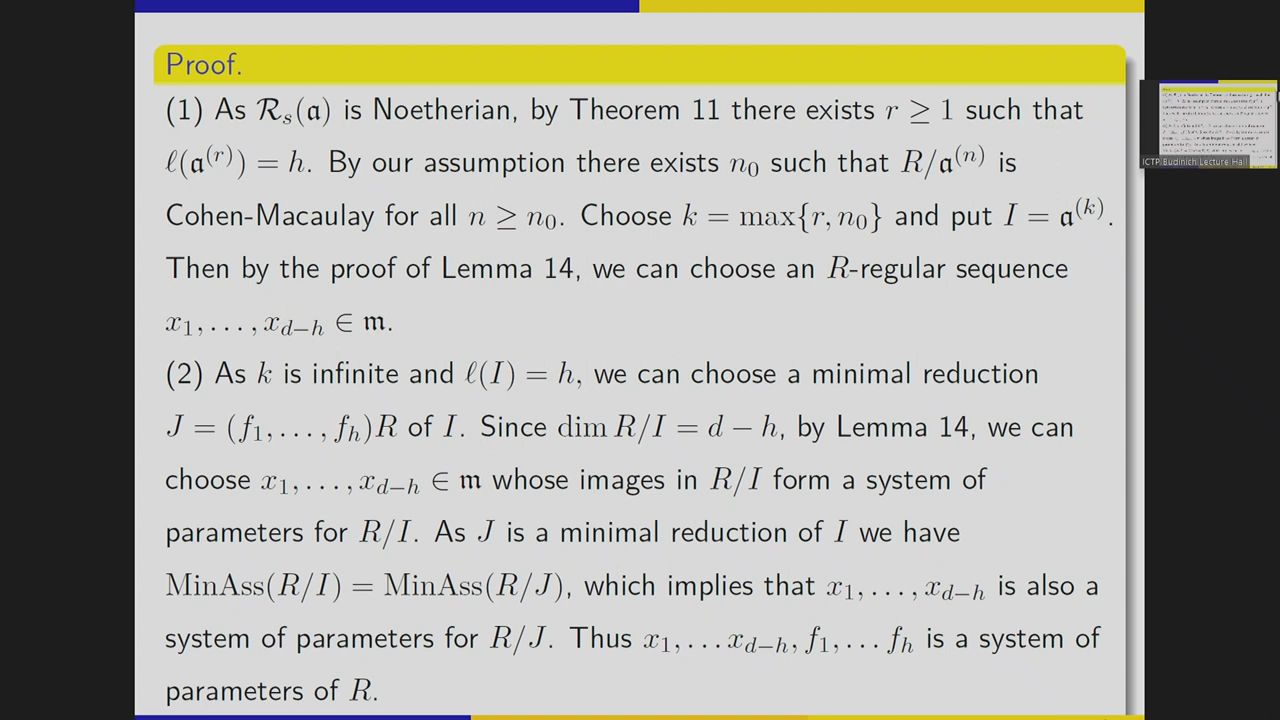 Proof.
(1) As $\mathcal{R}_s(\mathfrak{a})$ is Noetherian, by Theorem 11 there exists $r \geq 1$ such that
$\ell(\mathfrak{a}^{(r)}) = h$. By our assumption there exists $n_0$ such that $R/\mathfrak{a}^{(n)}$ is
Cohen-Macaulay for all $n \geq n_0$. Choose $k = \max\{r, n_0\}$ and put $I = \mathfrak{a}^{(k)}$.
Then by the proof of Lemma 14, we can choose an $R$-regular sequence
$x_1, \ldots, x_{d-h} \in \mathfrak{m}$.
(2) As $k$ is infinite and $\ell(I) = h$, we can choose a minimal reduction
$J = (f_1, \ldots, f_h)R$ of $I$. Since $\dim R/I = d - h$, by Lemma 14, we can
choose $x_1, \ldots, x_{d-h} \in \mathfrak{m}$ whose images in $R/I$ form a system of
parameters for $R/I$. As $J$ is a minimal reduction of $I$ we have
$\mathrm{MinAss}(R/I) = \mathrm{MinAss}(R/J)$, which implies that $x_1, \ldots, x_{d-h}$ is also a
system of parameters for $R/J$. Thus $x_1, \ldots x_{d-h}, f_1, \ldots f_h$ is a system of
parameters of $R$.
ICTP Budinich Lecture Hall